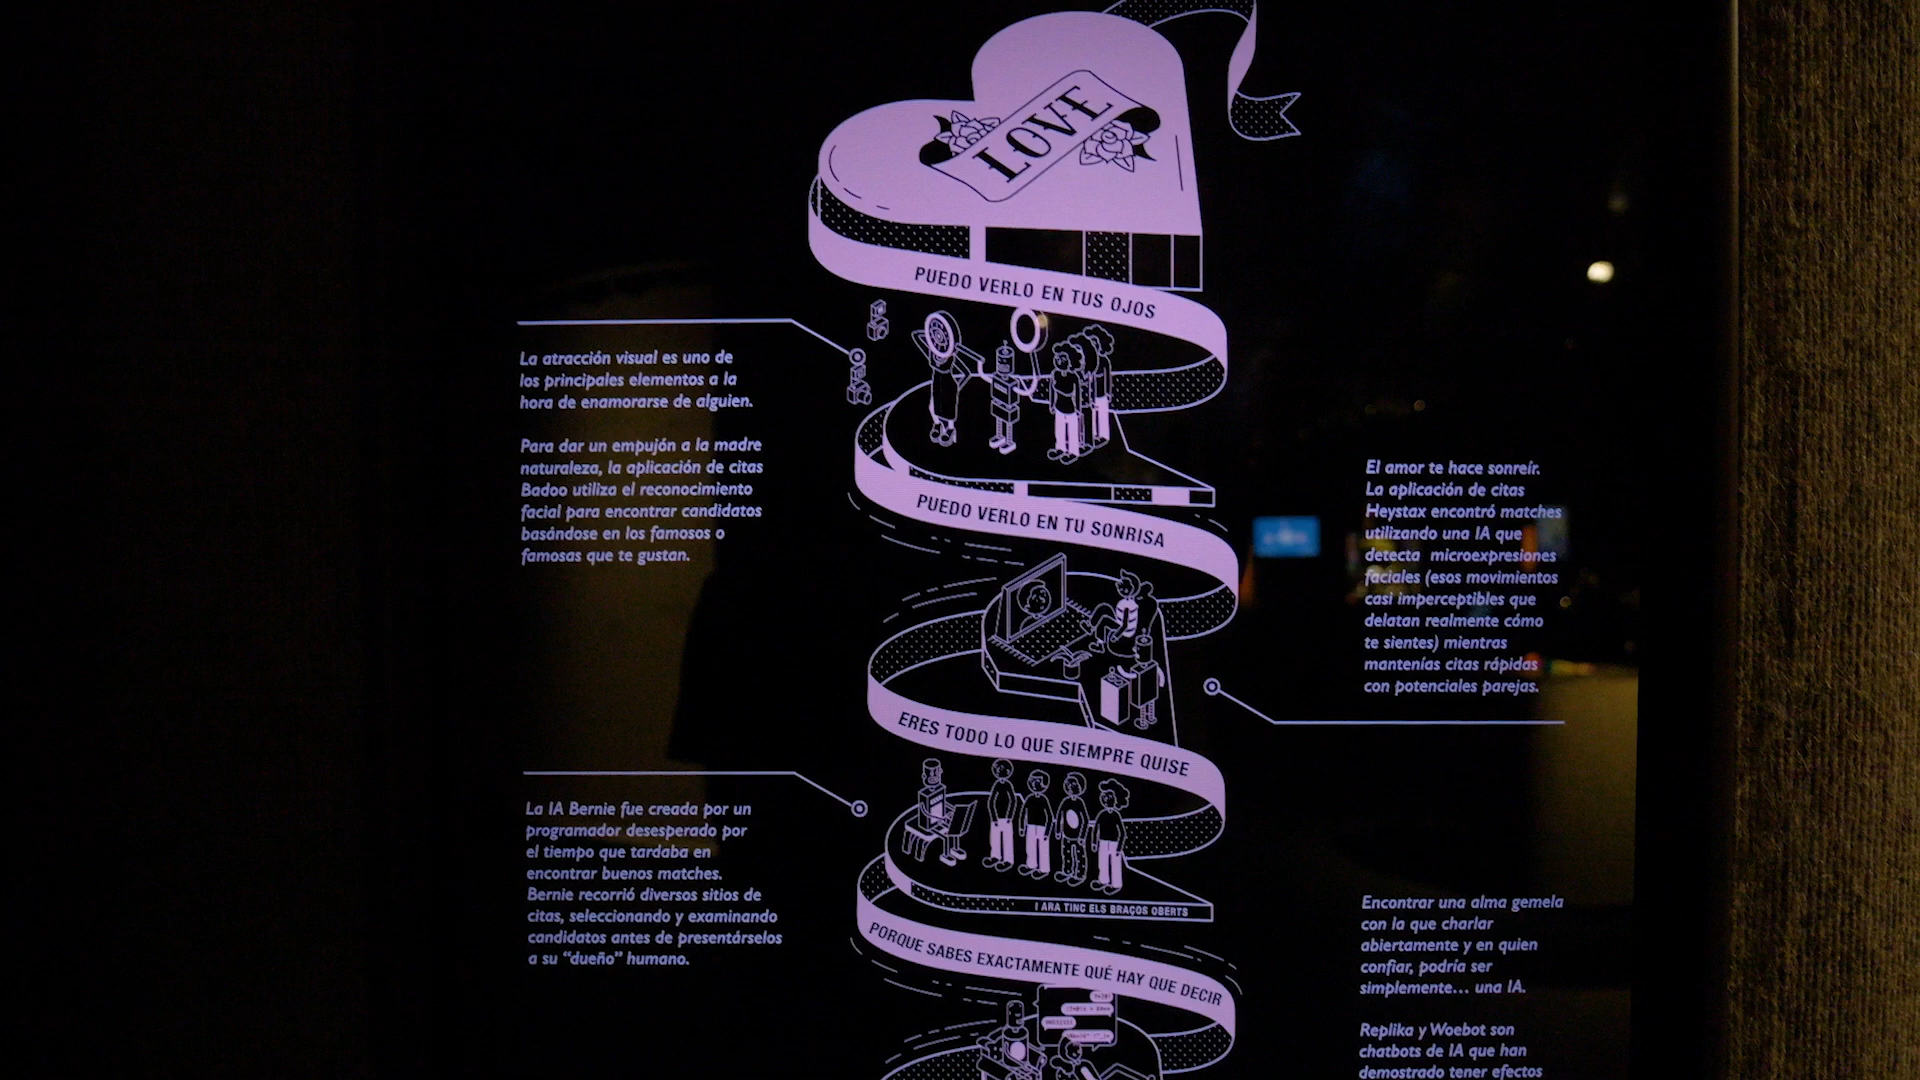 LOVE
PUEDO VERLO EN TUS OJOS
La atracción visual es uno de
los principales elementos a la
hora de enamorarse de alguien.
Para dar un empujón a la madre
naturaleza, la aplicación de citas
Badoo utiliza el reconocimiento
facial para encontrar candidatos
basándose en los famosos o
famosas que te gustan.
PUEDO VERLO EN TU SONRISA
El amor te hace sonreír.
La aplicación de citas
Heystax encontró matches
utilizando una IA que
detecta microexpresiones
faciales (esos movimientos
casi imperceptibles que
delatan realmente cómo
te sientes) mientras
mantenías citas rápidas
con potenciales parejas.
ERES TODO LO QUE SIEMPRE QUISE
La IA Bernie fue creada por un
programador desesperado por
el tiempo que tardaba en
encontrar buenos matches.
Bernie recorrió diversos sitios de
citas, seleccionando y examinando
candidatos antes de presentárselos
a su “dueño” humano.
I ARA TINC ELS BRAÇOS OBERTS
PORQUE SABES EXACTAMENTE QUÉ HAY QUE DECIR
Encontrar una alma gemela
con la que charlar
abiertamente y en quien
confiar, podría ser
simplemente... una IA.
Replika y Woebot son
chatbots de IA que han
demostrado tener efectos